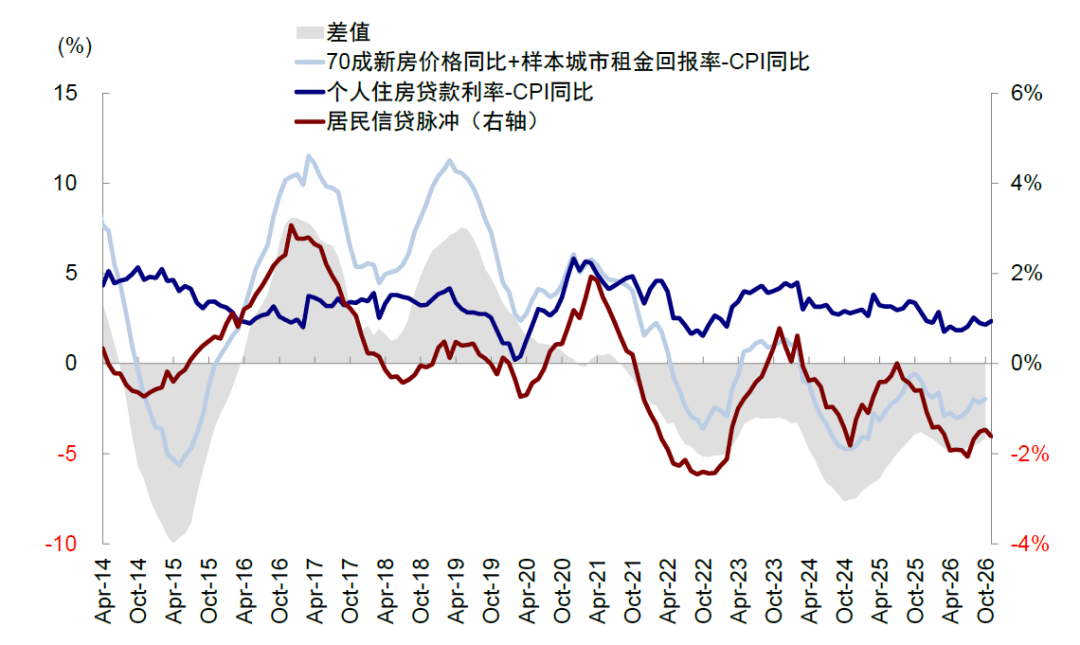 差值
(%)
70成新房价格同比+样本城市租金回报率-CPI同比
个人住房贷款利率-CPI同比
居民信贷脉冲（右轴）
15
10
5
0
-5
-10
6%
4%
2%
0%
-2%
-4%
Apr-14
Oct-14
Apr-15
Oct-15
Apr-16
Oct-16
Apr-17
Oct-17
Apr-18
Oct-18
Apr-19
Oct-19
Apr-20
Oct-20
Apr-21
Oct-21
Apr-22
Oct-22
Apr-23
Oct-23
Apr-24
Oct-24
Apr-25
Oct-25
Apr-26
Oct-26